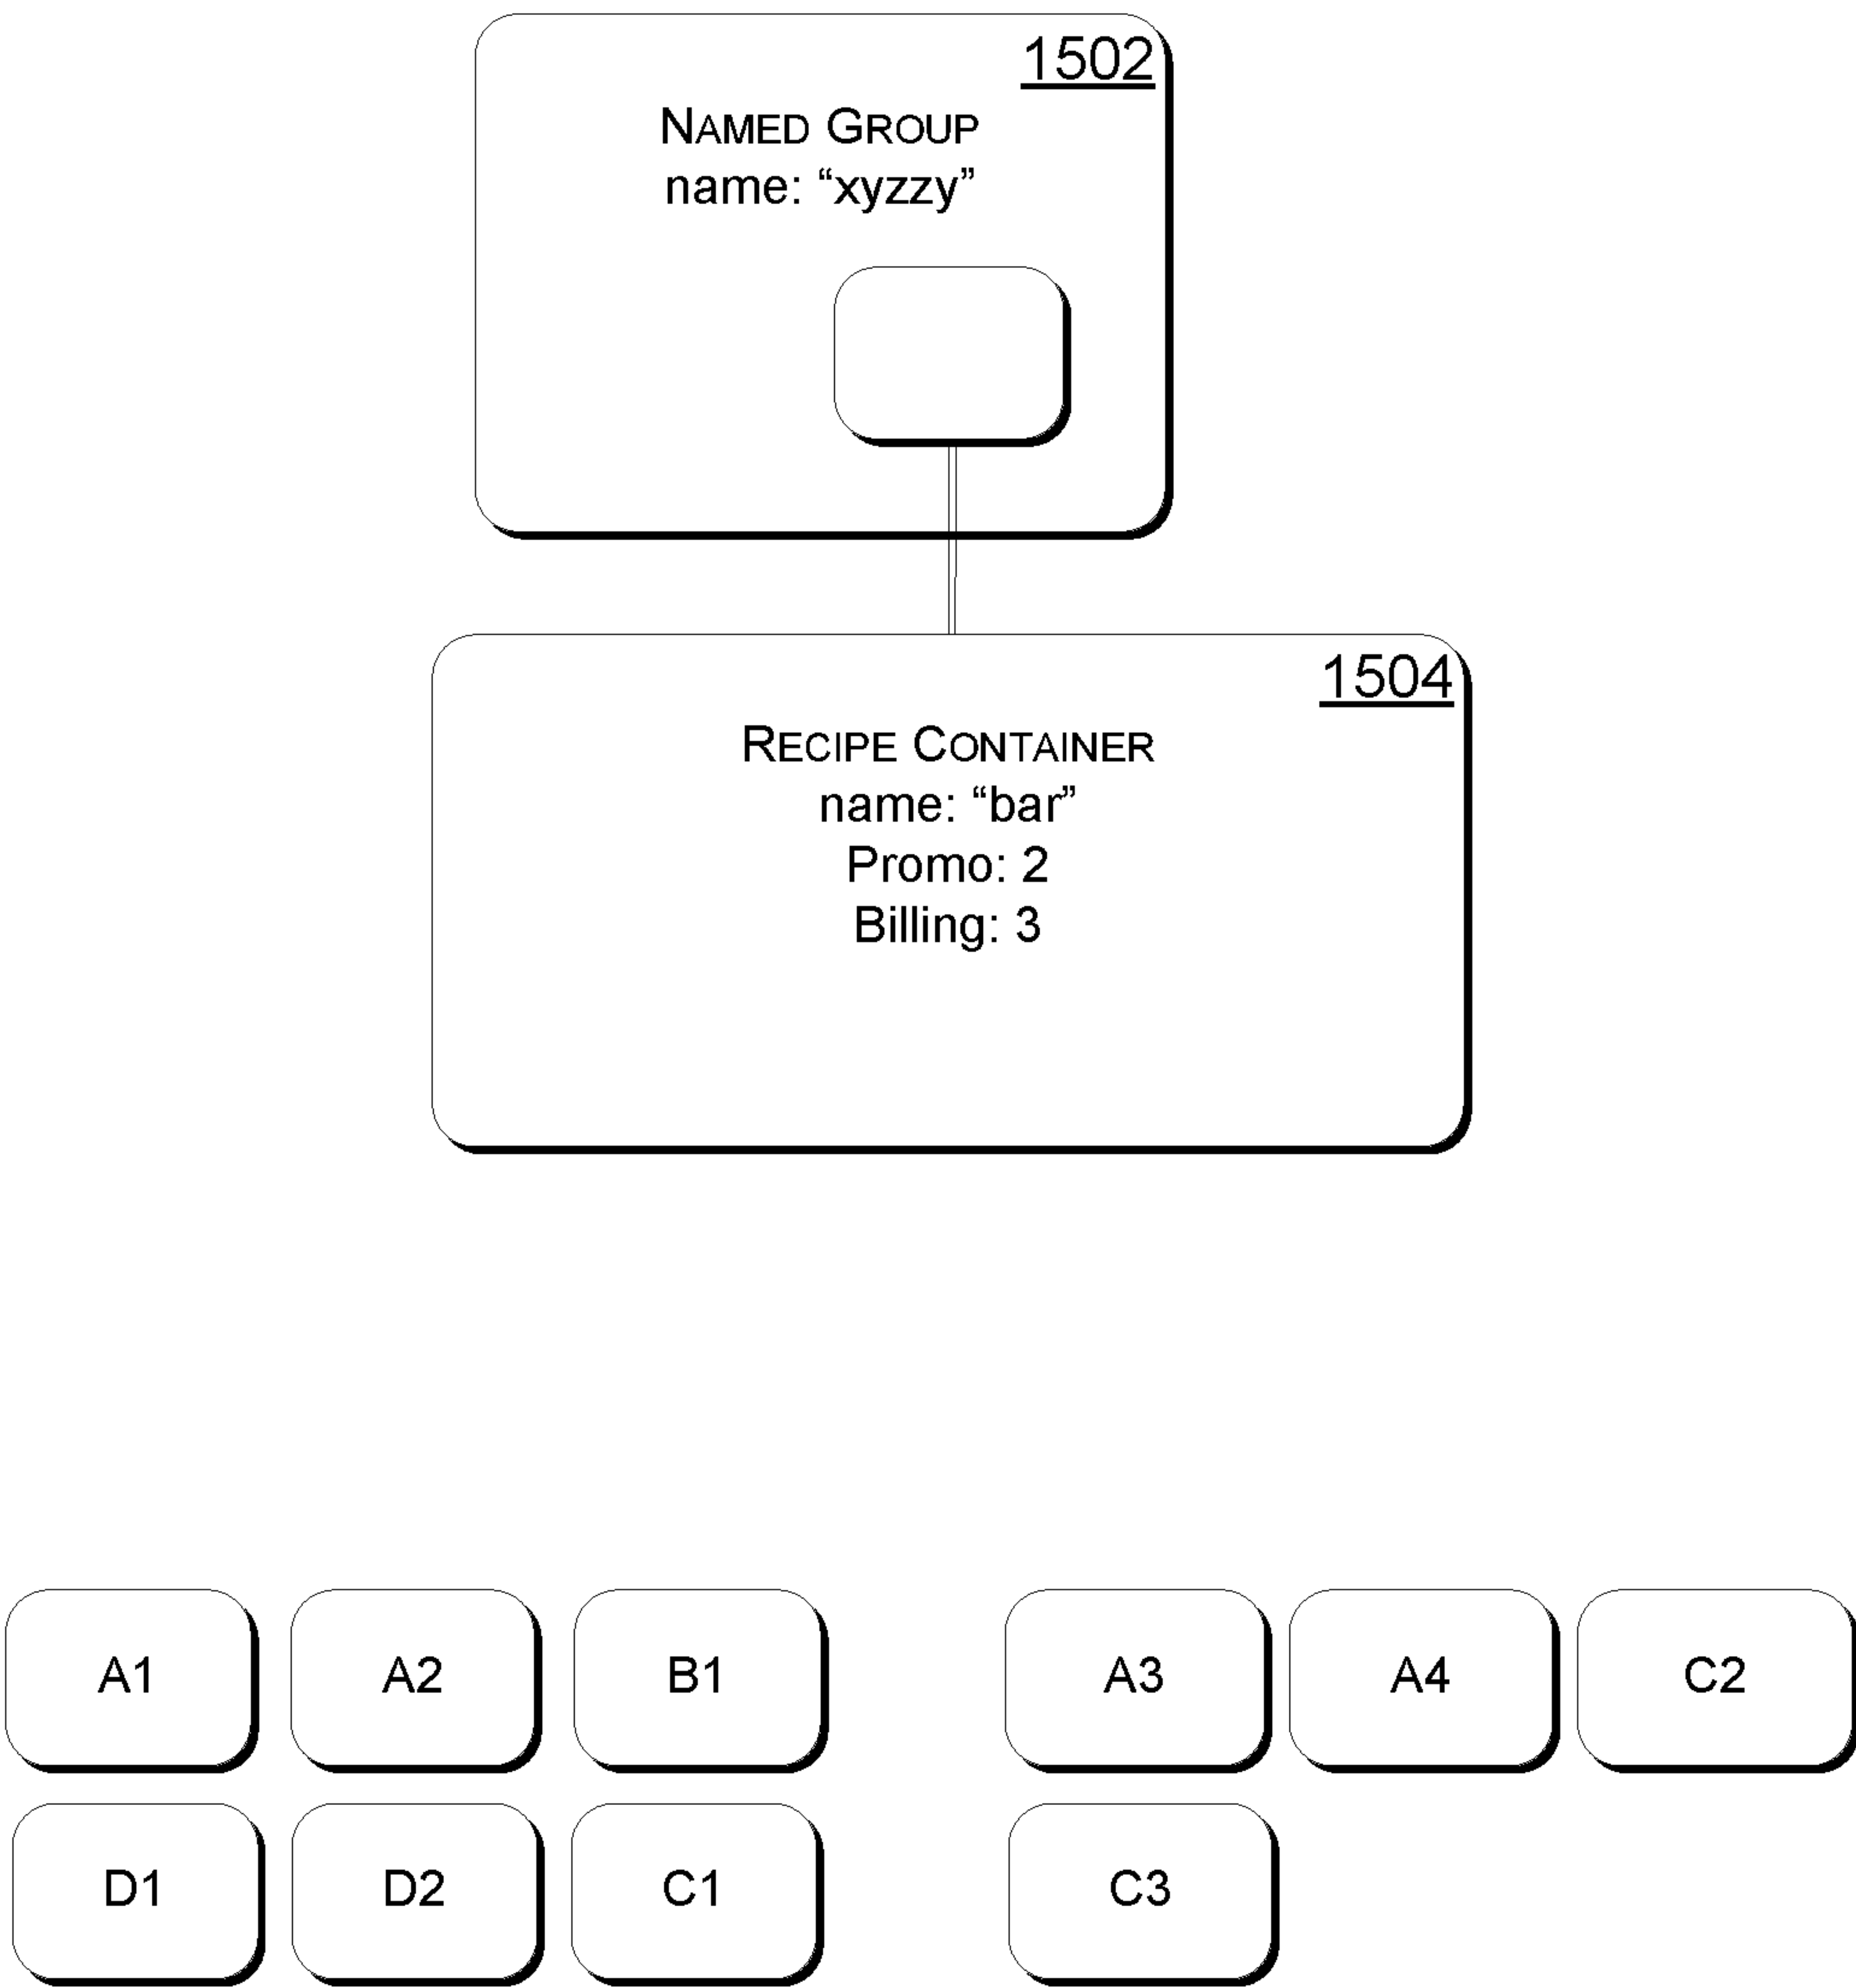 1502
NAMED GROUP
name: “xyzzy”
1504
RECIPE CONTAINER
name: “bar”
Promo: 2
Billing: 3
A1 A2 B1 A3 A4 C2
D1 D2 C1 C3